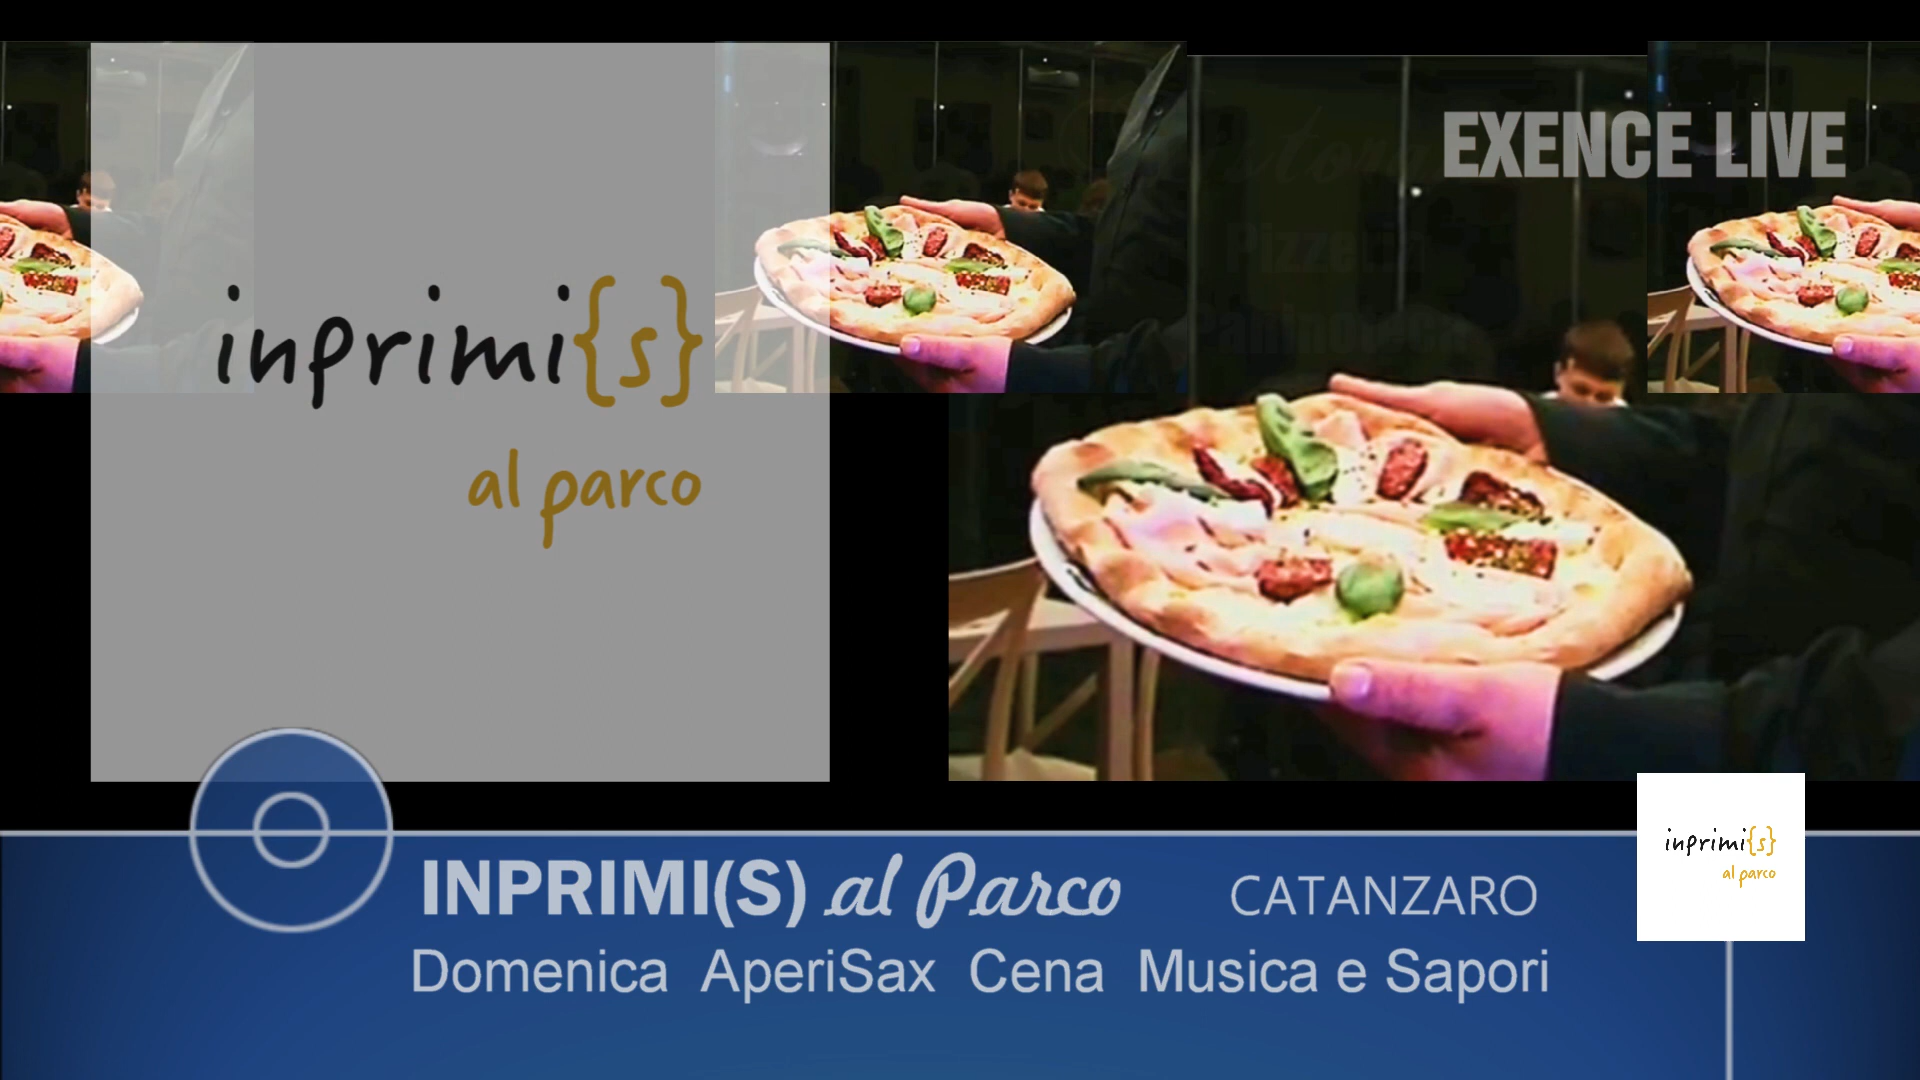 EXENCE LIVE
inprimi{s}
al parco
INPRIMI(S) al Parco CATANZARO
Domenica AperiSax Cena Musica e Sapori
inprimi{s}
al parco